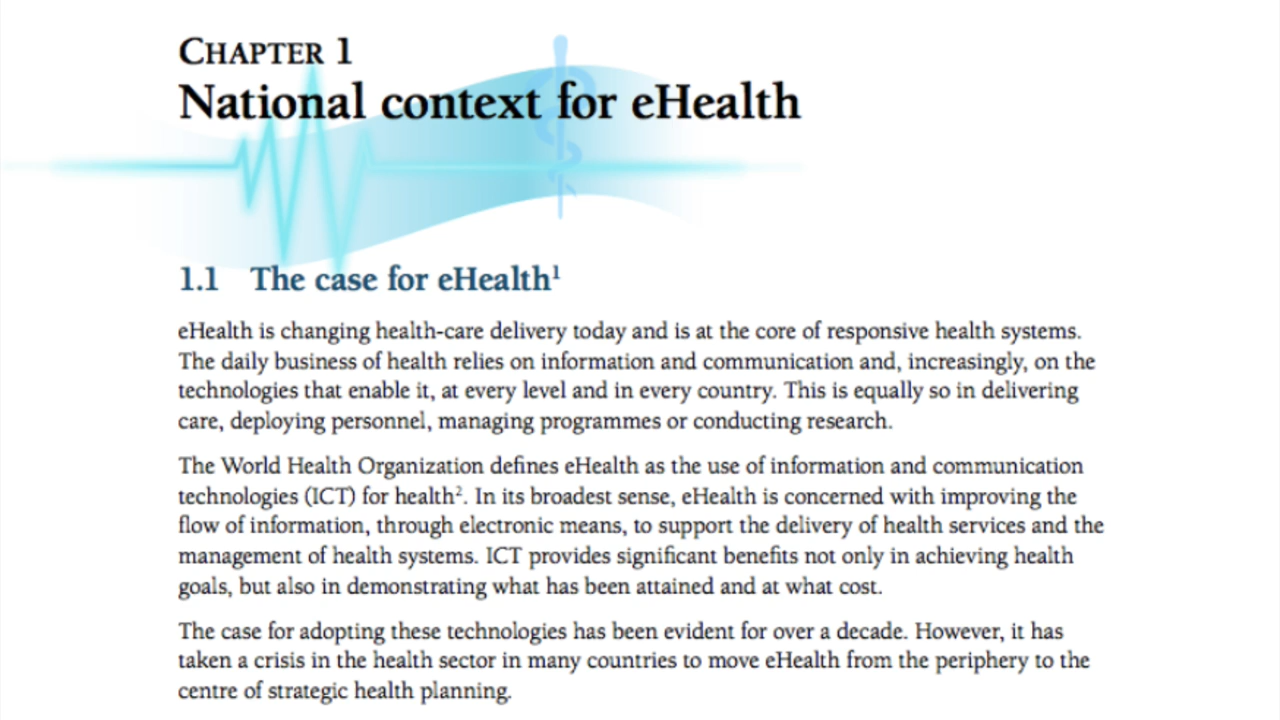 CHAPTER 1
National context for eHealth
1.1 The case for eHealth¹
eHealth is changing health-care delivery today and is at the core of responsive health systems.
The daily business of health relies on information and communication and, increasingly, on the
technologies that enable it, at every level and in every country. This is equally so in delivering
care, deploying personnel, managing programmes or conducting research.
The World Health Organization defines eHealth as the use of information and communication
technologies (ICT) for health². In its broadest sense, eHealth is concerned with improving the
flow of information, through electronic means, to support the delivery of health services and the
management of health systems. ICT provides significant benefits not only in achieving health
goals, but also in demonstrating what has been attained and at what cost.
The case for adopting these technologies has been evident for over a decade. However, it has
taken a crisis in the health sector in many countries to move eHealth from the periphery to the
centre of strategic health planning.